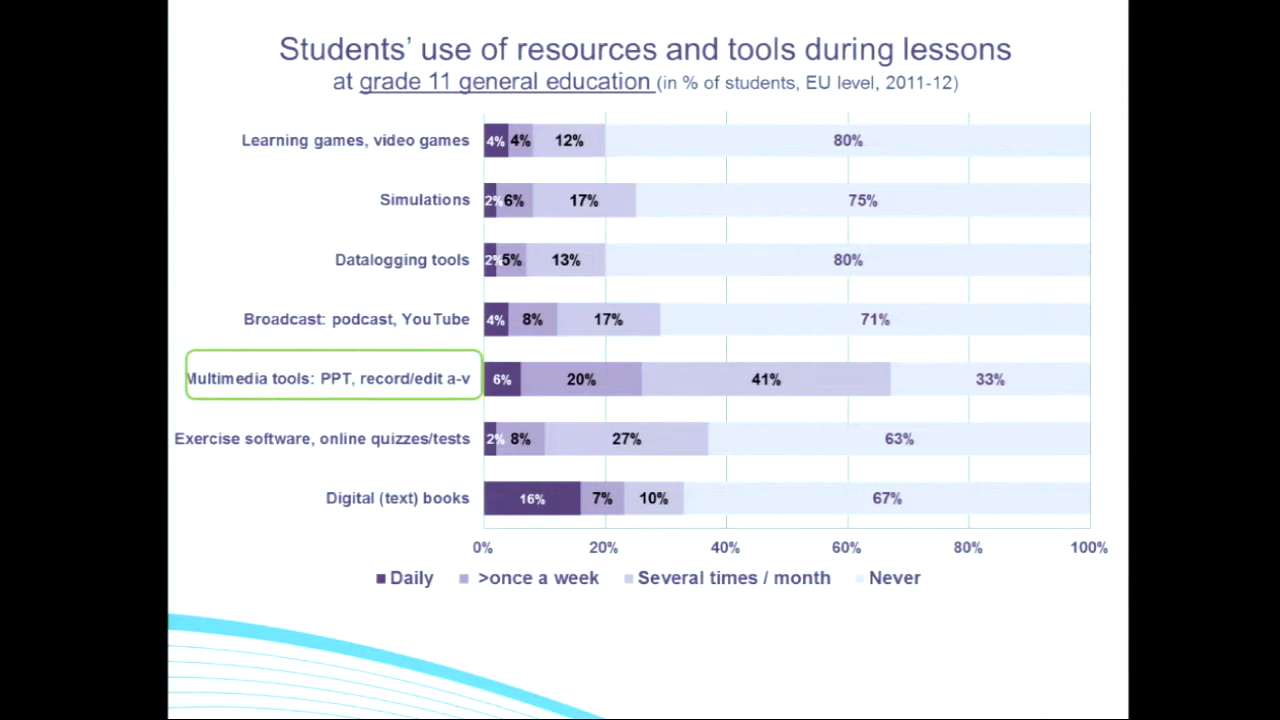 Students’ use of resources and tools during lessons
at grade 11 general education (in % of students, EU level, 2011-12)
Learning games, video games 4% 4% 12% 80%
Simulations 2% 6% 17% 75%
Datalogging tools 2% 5% 13% 80%
Broadcast: podcast, YouTube 4% 8% 17% 71%
Multimedia tools: PPT, record/edit a-v 6% 20% 41% 33%
Exercise software, online quizzes/tests 2% 8% 27% 63%
Digital (text) books 16% 7% 10% 67%
0% 20% 40% 60% 80% 100%
Daily >once a week Several times / month Never